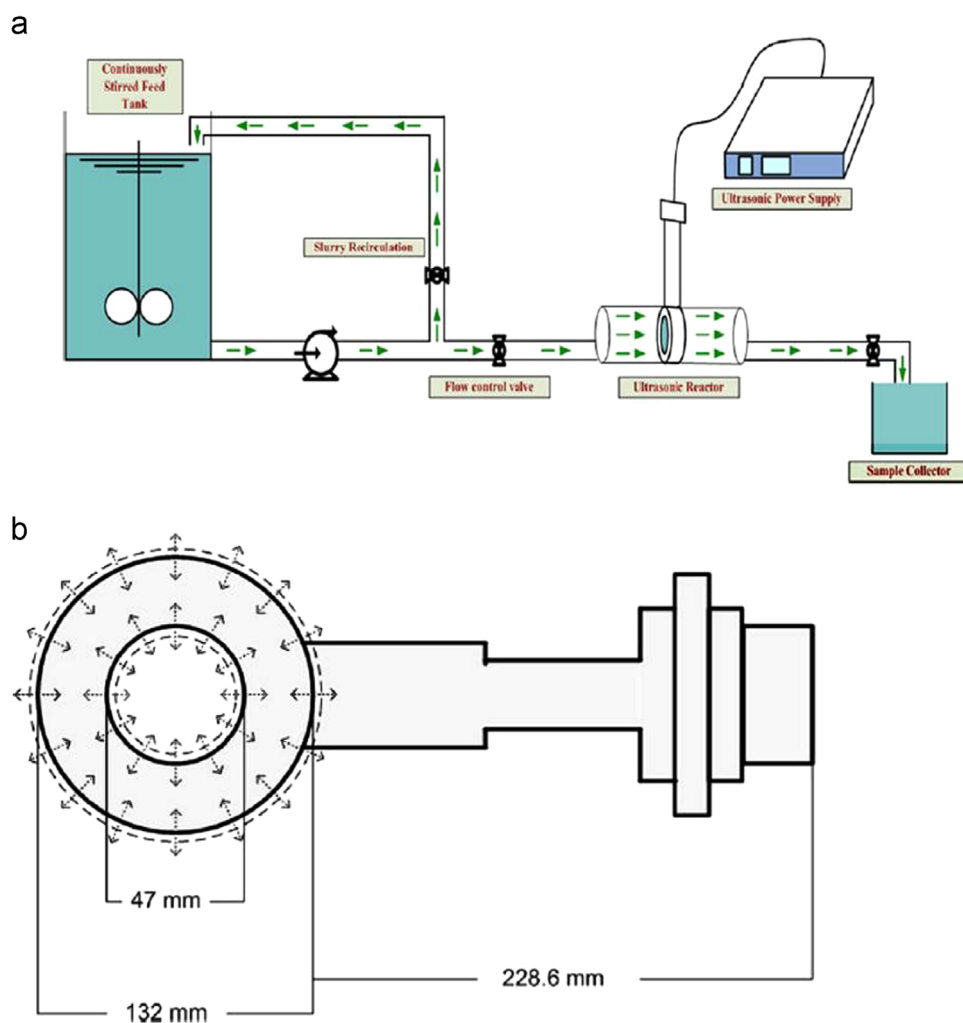 a
Continuously
Stirred Feed
Tank
Ultrasonic Power Supply
Slurry Recirculation
Flow control valve
Ultrasonic Reactor
Sample Collector
b
47 mm
228.6 mm
132 mm